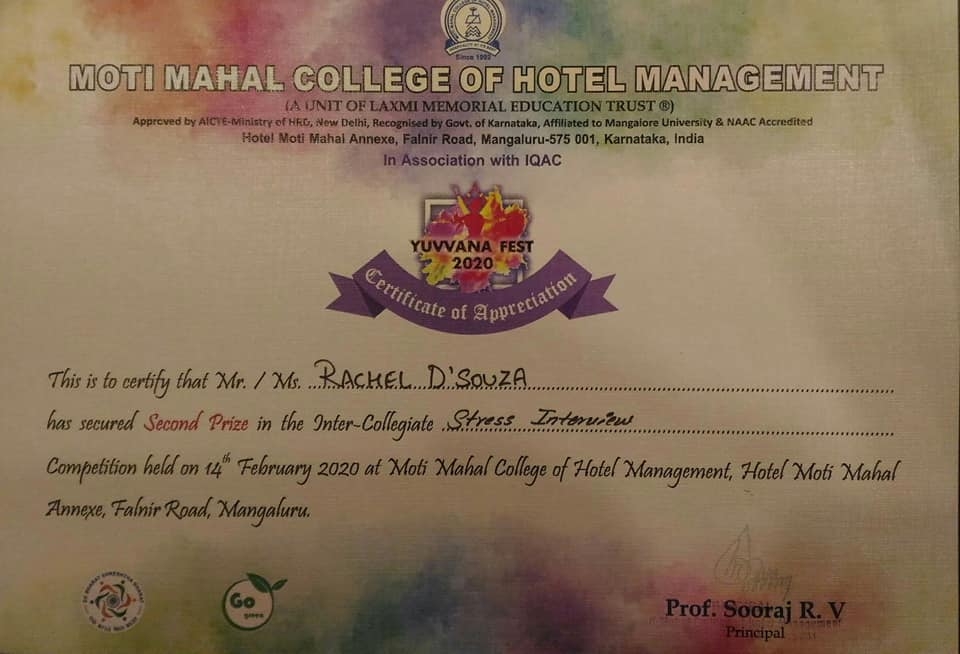 Since 1992
MOTI MAHAL COLLEGE OF HOTEL MANAGEMENT
(A UNIT OF LAXMI MEMORIAL EDUCATION TRUST ®)
Approved by AICTE-Ministry of HRD, New Delhi, Recognised by Govt. of Karnataka, Affiliated to Mangalore University & NAAC Accredited
Hotel Moti Mahal Annexe, Falnir Road, Mangaluru-575 001, Karnataka, India
In Association with IQAC
YUVVANA FEST
2020
Certificate of Appreciation
This is to certify that Mr. / Ms. RACHEL D'SOUZA
has secured Second Prize in the Inter-Collegiate Stress Interview
Competition held on 14th February 2020 at Moti Mahal College of Hotel Management, Hotel Moti Mahal
Annexe, Falnir Road, Mangaluru.
Go
green
Prof. Sooraj R. V
Principal